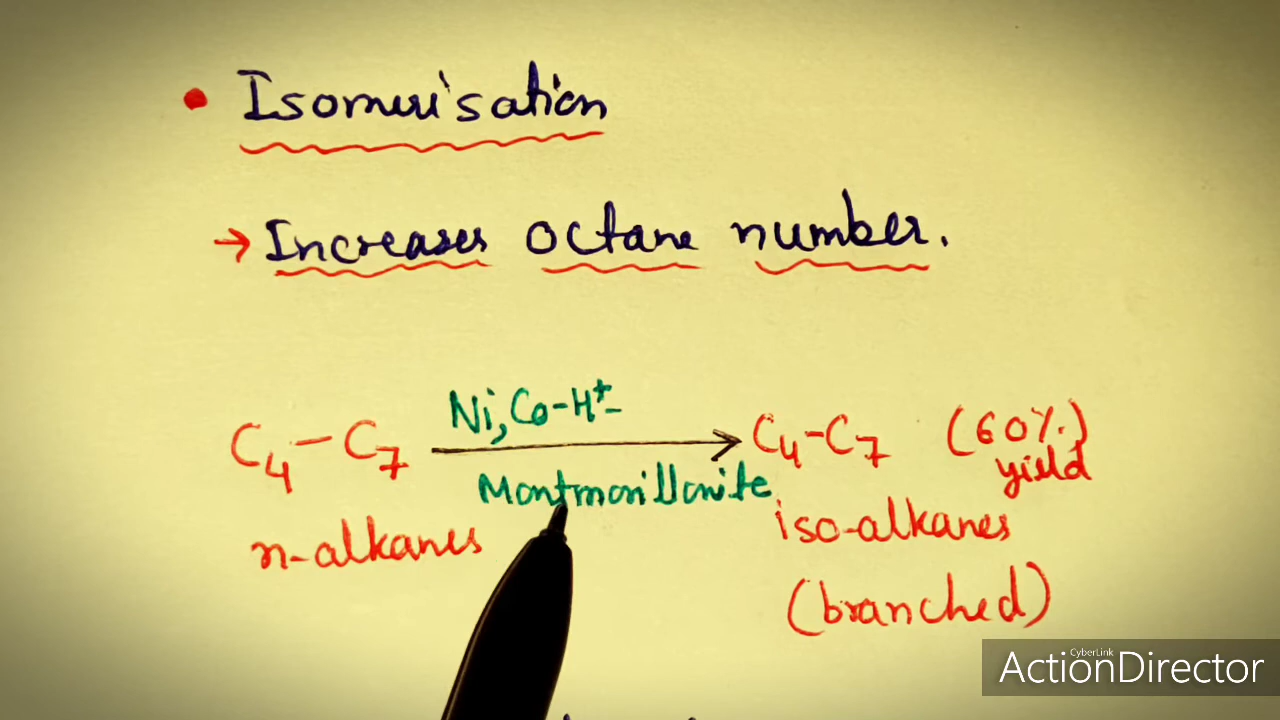 Isomerisation
→ Increases octane number.
Ni, Co-H+-
C4-C7 → C4-C7 (60% yield)
Montmorillonite
n-alkanes iso-alkanes
(branched)
CyberLink
ActionDirector